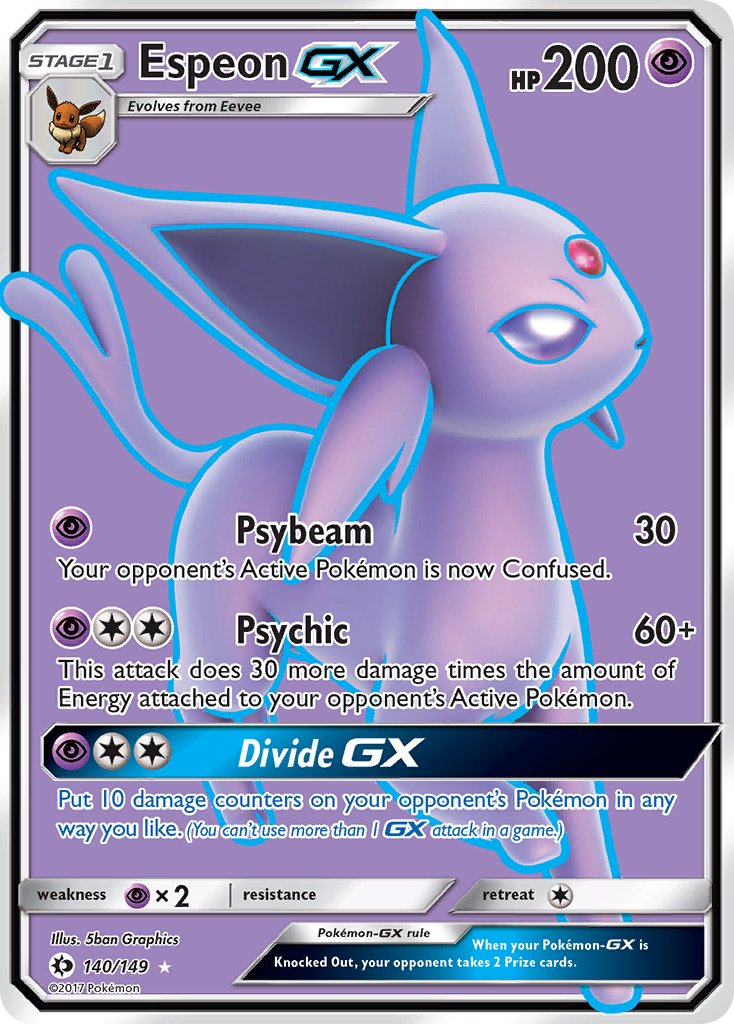 STAGE1 Espeon GX HP200
Evolves from Eevee
Psybeam 30
Your opponent's Active Pokémon is now Confused.
Psychic 60+
This attack does 30 more damage times the amount of
Energy attached to your opponent's Active Pokémon.
Divide GX
Put 10 damage counters on your opponent's Pokémon in any
way you like. (You can't use more than 1 GX attack in a game.)
weakness ×2 resistance retreat
Illus. 5ban Graphics
140/149
©2017 Pokémon
Pokémon-GX rule
When your Pokémon-GX is
Knocked Out, your opponent takes 2 Prize cards.